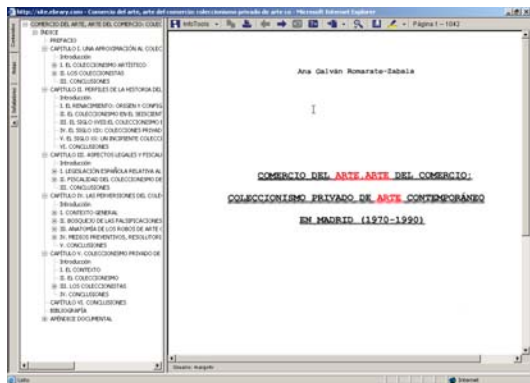 http://site.ebrary.com - Comercio del arte, arte del comercio: coleccionismo privado de arte co - Microsoft Internet Explorer
InfoTools
Página 1 - 1042
COMERCIO DEL ARTE, ARTE DEL COMERCIO: COLEC
ÍNDICE
PREFACIO
CAPÍTULO I. UNA APROXIMACIÓN AL COLEC
Introducción
I. EL COLECCIONISMO ARTÍSTICO
II. LOS COLECCIONISTAS
III. CONCLUSIONES
CAPÍTULO II. PERFILES DE LA HISTORIA DEL
Introducción
I. EL RENACIMIENTO: ORIGEN Y CONFIG
II. EL COLECCIONISMO EN EL SEISCIENT
III. EL SIGLO XVIII: EL COLECCIONISMO I
IV. EL SIGLO XIX: COLECCIONES PRIVAD
V. EL SIGLO XX: UN INCIPIENTE COLECCI
VI. CONCLUSIONES
CAPÍTULO III. ASPECTOS LEGALES Y FISCAL
Introducción
I. LEGISLACIÓN ESPAÑOLA RELATIVA AL
II. FISCALIDAD DEL COLECCIONISMO DE
III. CONCLUSIONES
CAPÍTULO IV. LAS PERVERSIONES DEL COLE
Introducción
I. CONTEXTO GENERAL
II. BOSQUEJO DE LAS FALSIFICACIONES
III. ANATOMÍA DE LOS ROBOS DE ARTE
IV. MEDIOS PREVENTIVOS, RESOLUTORI
V. CONCLUSIONES
CAPÍTULO V. COLECCIONISMO PRIVADO DE
Introducción
I. EL CONTEXTO
II. EL COLECCIONISMO
III. LOS COLECCIONISTAS
IV. CONCLUSIONES
CAPÍTULO VI. CONCLUSIONES
BIBLIOGRAFÍA
APÉNDICE DOCUMENTAL
Ana Galván Romarate-Zabala
COMERCIO DEL ARTE, ARTE DEL COMERCIO:
COLECCIONISMO PRIVADO DE ARTE CONTEMPORÁNEO
EN MADRID (1970-1990)
Usuario: margeto
Listo
Internet